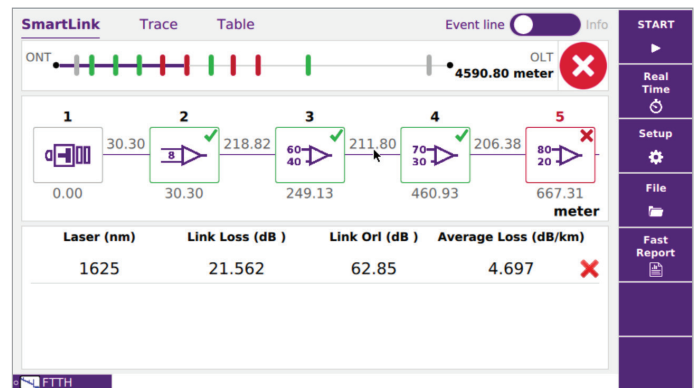 SmartLink Trace Table Event line Info
ONT OLT
4590.80 meter
1 2 3 4 5
30.30 218.82 211.80 206.38
8 60 40 70 30 80 20
0.00 30.30 249.13 460.93 667.31
meter
Laser (nm) Link Loss (dB ) Link Orl (dB ) Average Loss (dB/km)
1625 21.562 62.85 4.697
FTTH
START
Real
Time
Setup
File
Fast
Report